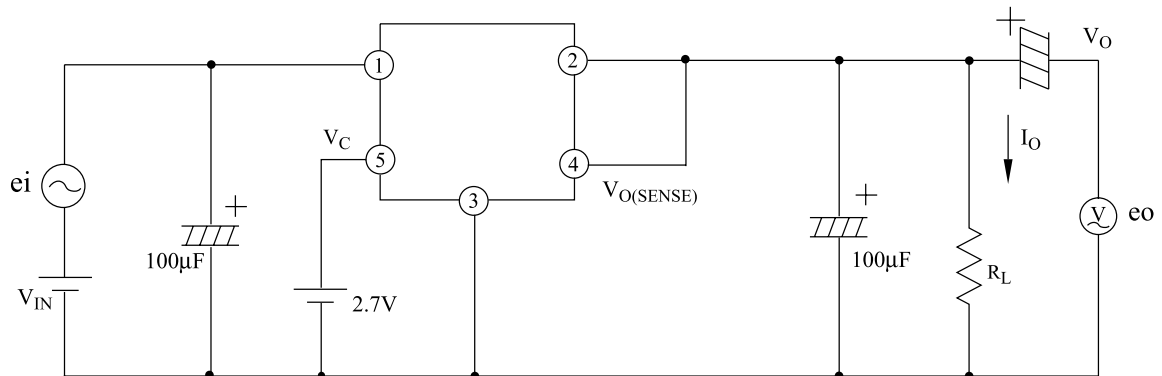 +
V_O
1
2
V_C
5
4
I_O
ei
+
3
V_O(SENSE)
+
V
eo
100µF
100µF
R_L
V_IN
2.7V